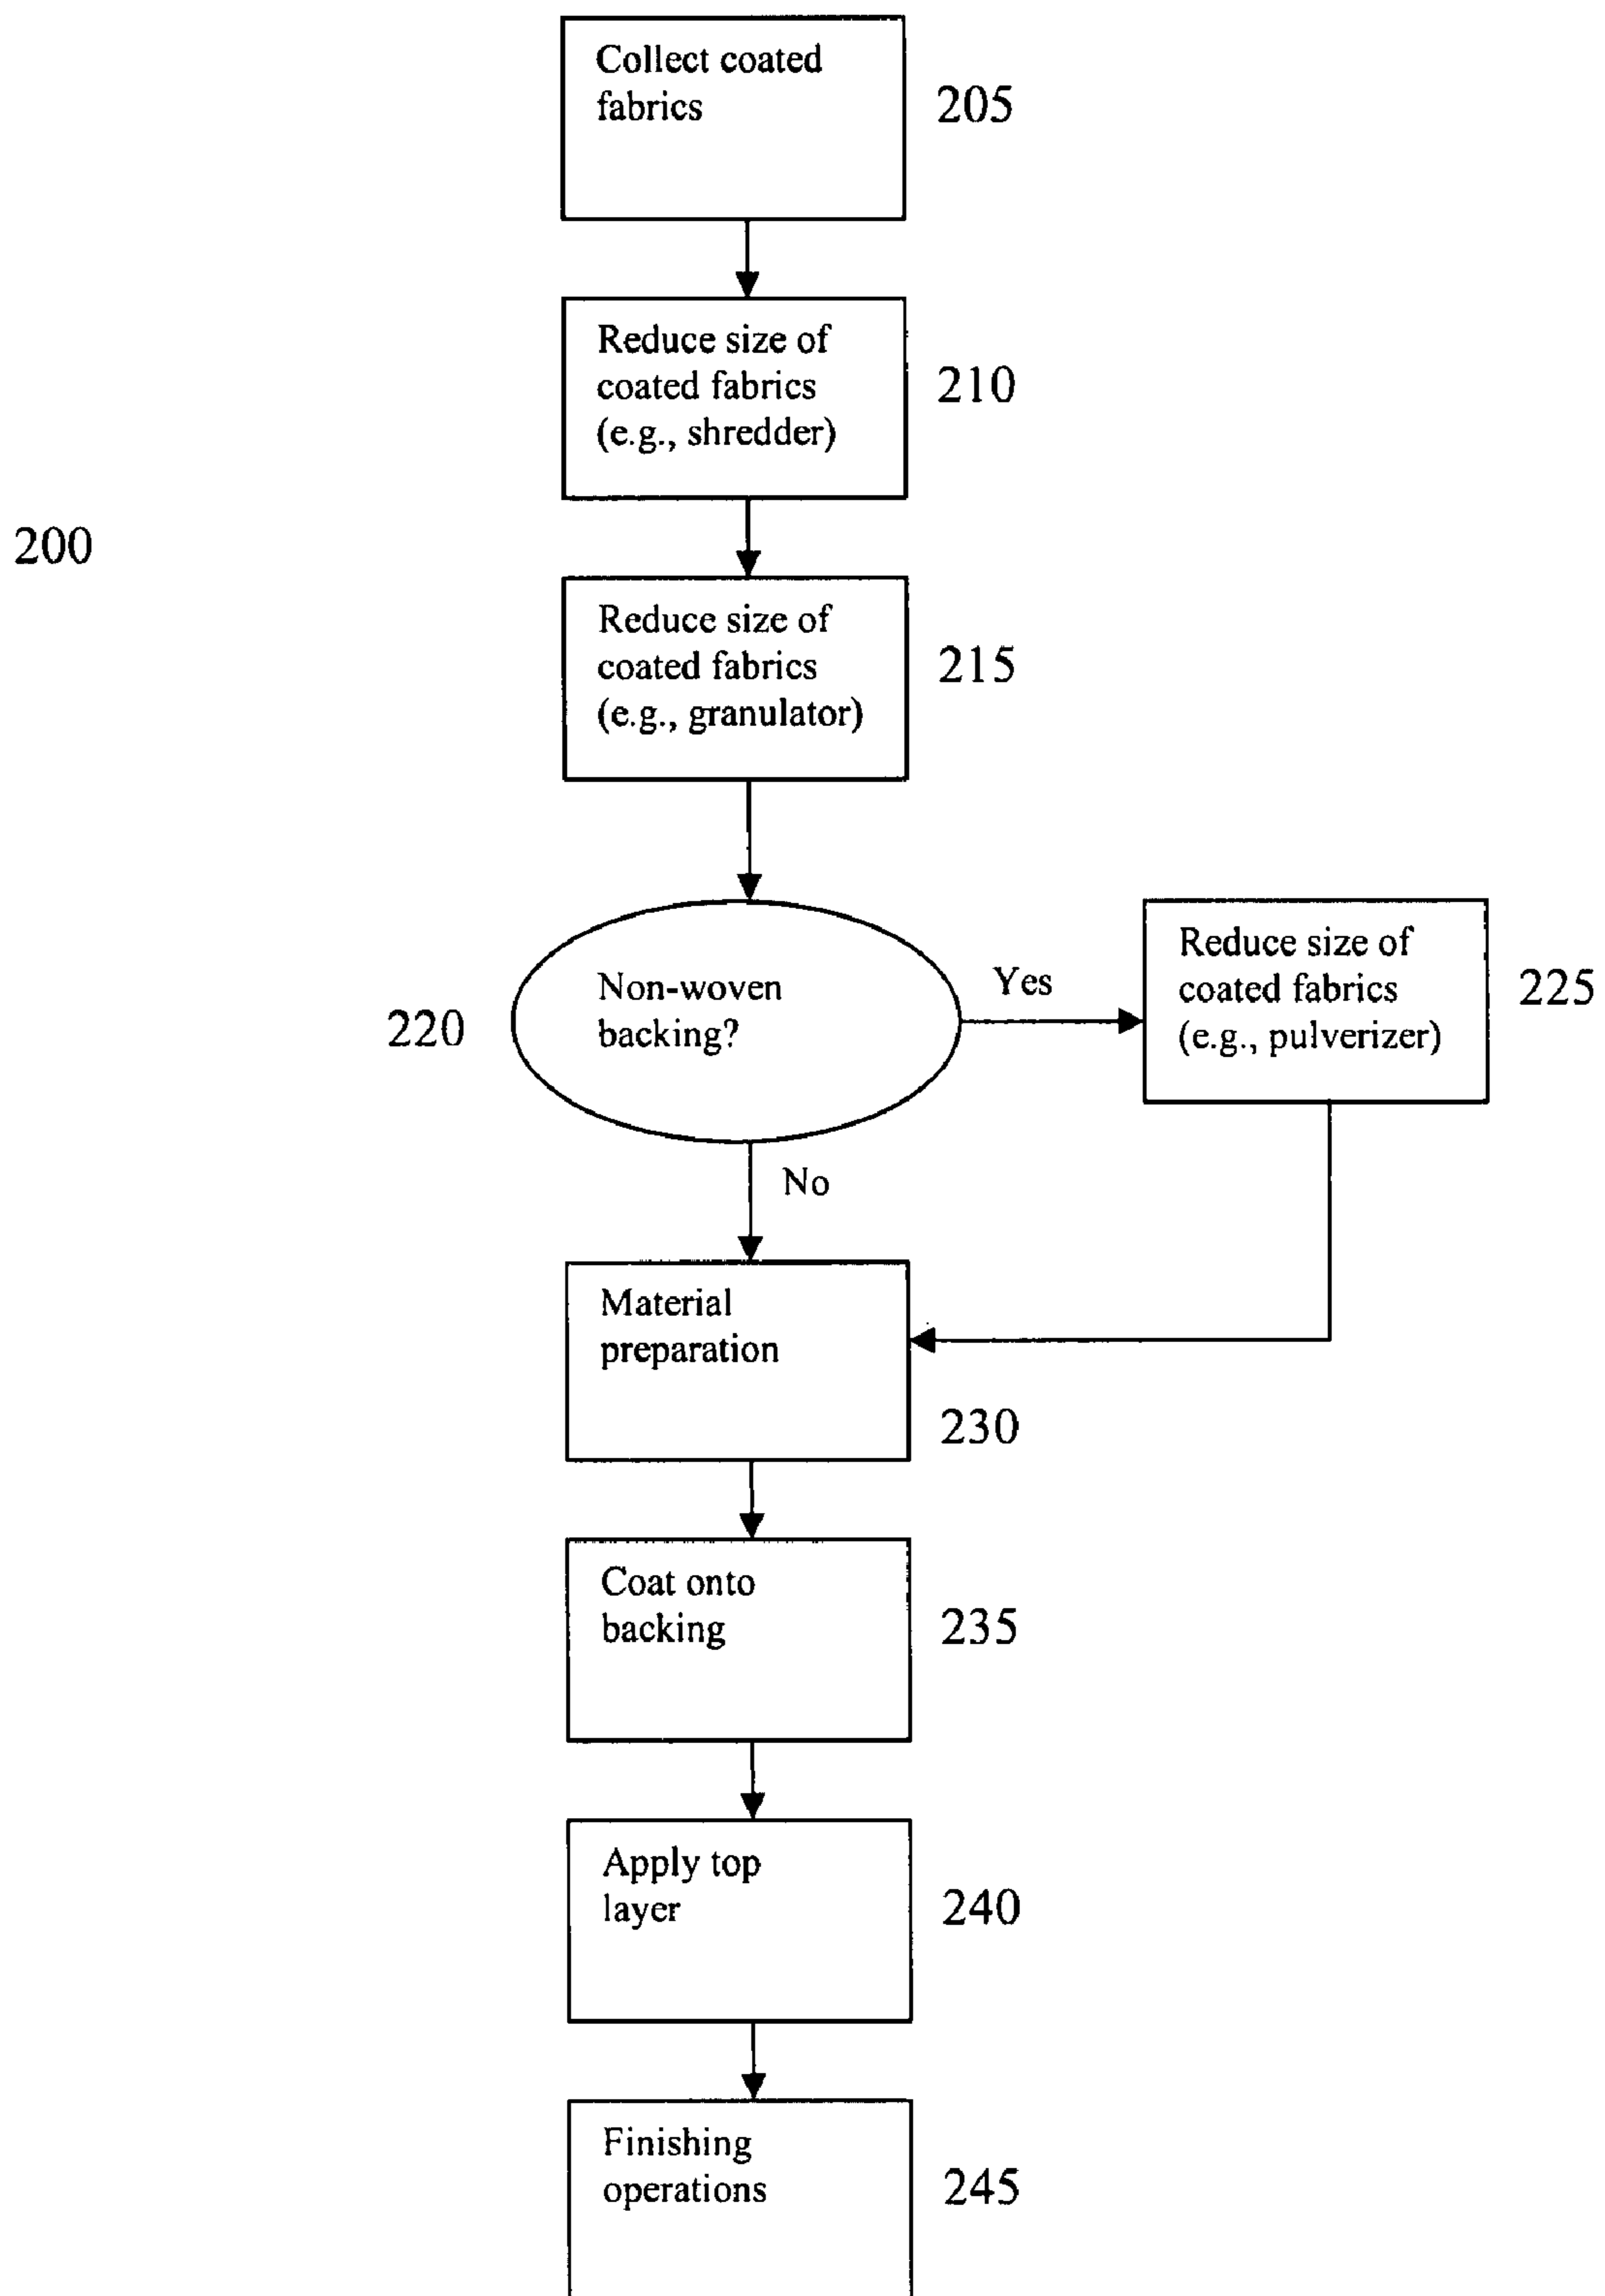 Collect coated
fabrics
205
Reduce size of
coated fabrics
(e.g., shredder)
210
200
Reduce size of
coated fabrics
(e.g., granulator)
215
Non-woven
backing?
220
Yes
Reduce size of
coated fabrics
(e.g., pulverizer)
225
No
Material
preparation
230
Coat onto
backing
235
Apply top
layer
240
Finishing
operations
245